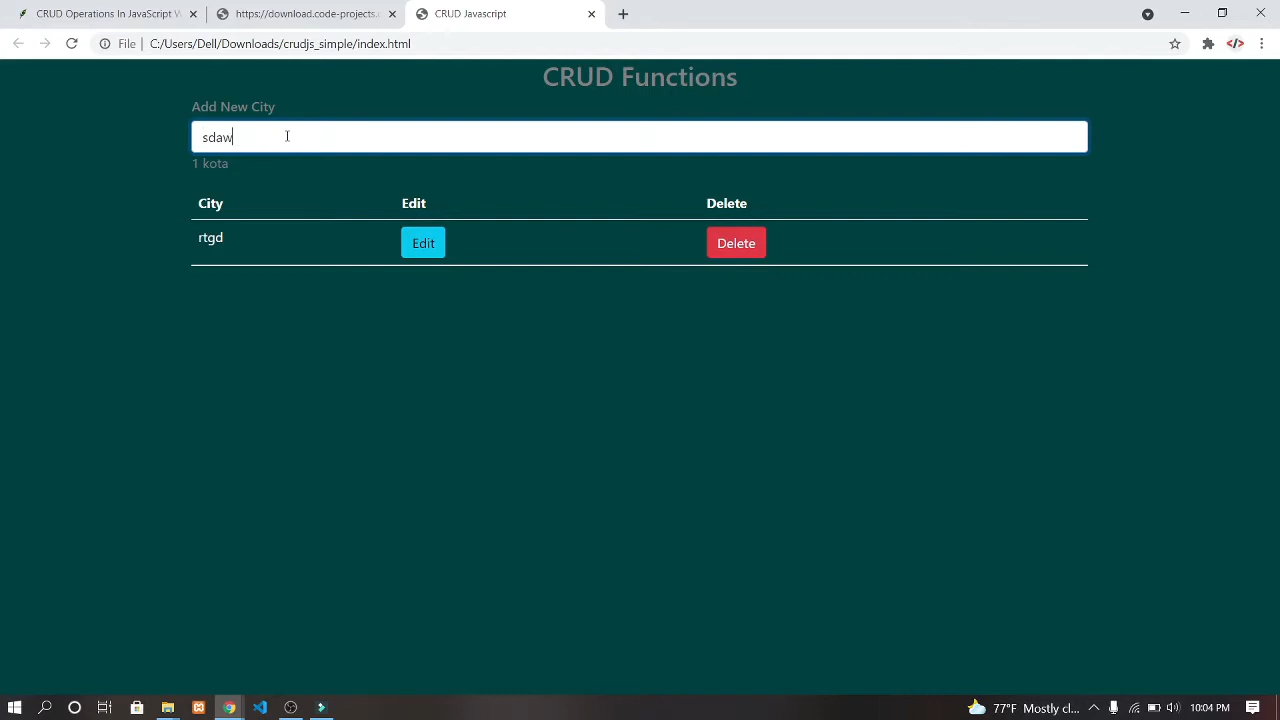 CRUD Operations In JavaScript W
https://download.code-projects.o
CRUD Javascript
File
C:/Users/Dell/Downloads/crudjs_simple/index.html
CRUD Functions
Add New City
sdaw
1 kota
City Edit Delete
rtgd Edit Delete
77°F Mostly cl... 10:04 PM